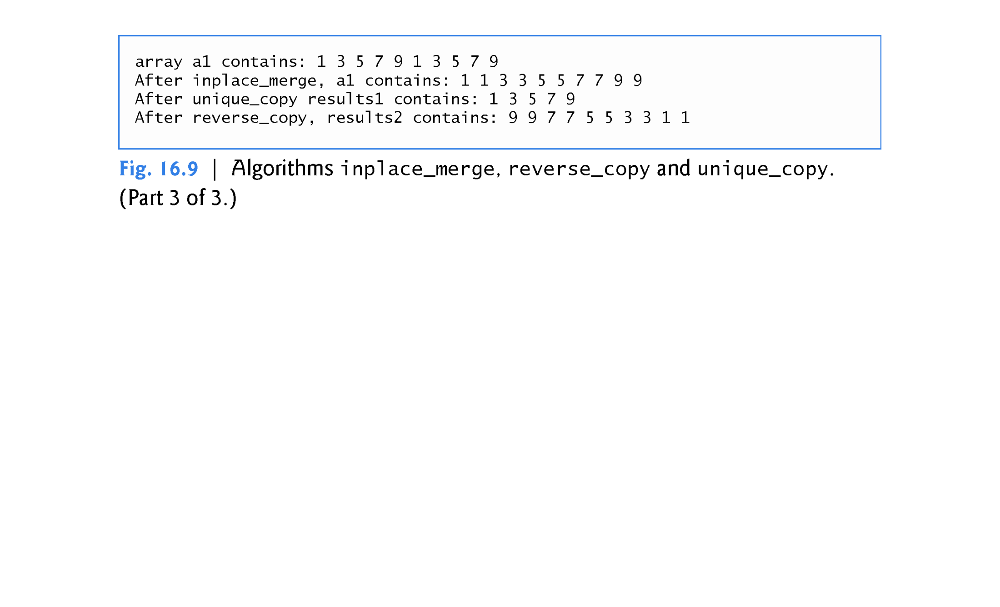 array a1 contains: 1 3 5 7 9 1 3 5 7 9
After inplace_merge, a1 contains: 1 1 3 3 5 5 7 7 9 9
After unique_copy results1 contains: 1 3 5 7 9
After reverse_copy, results2 contains: 9 9 7 7 5 5 3 3 1 1
Fig. 16.9 | Algorithms inplace_merge, reverse_copy and unique_copy.
(Part 3 of 3.)